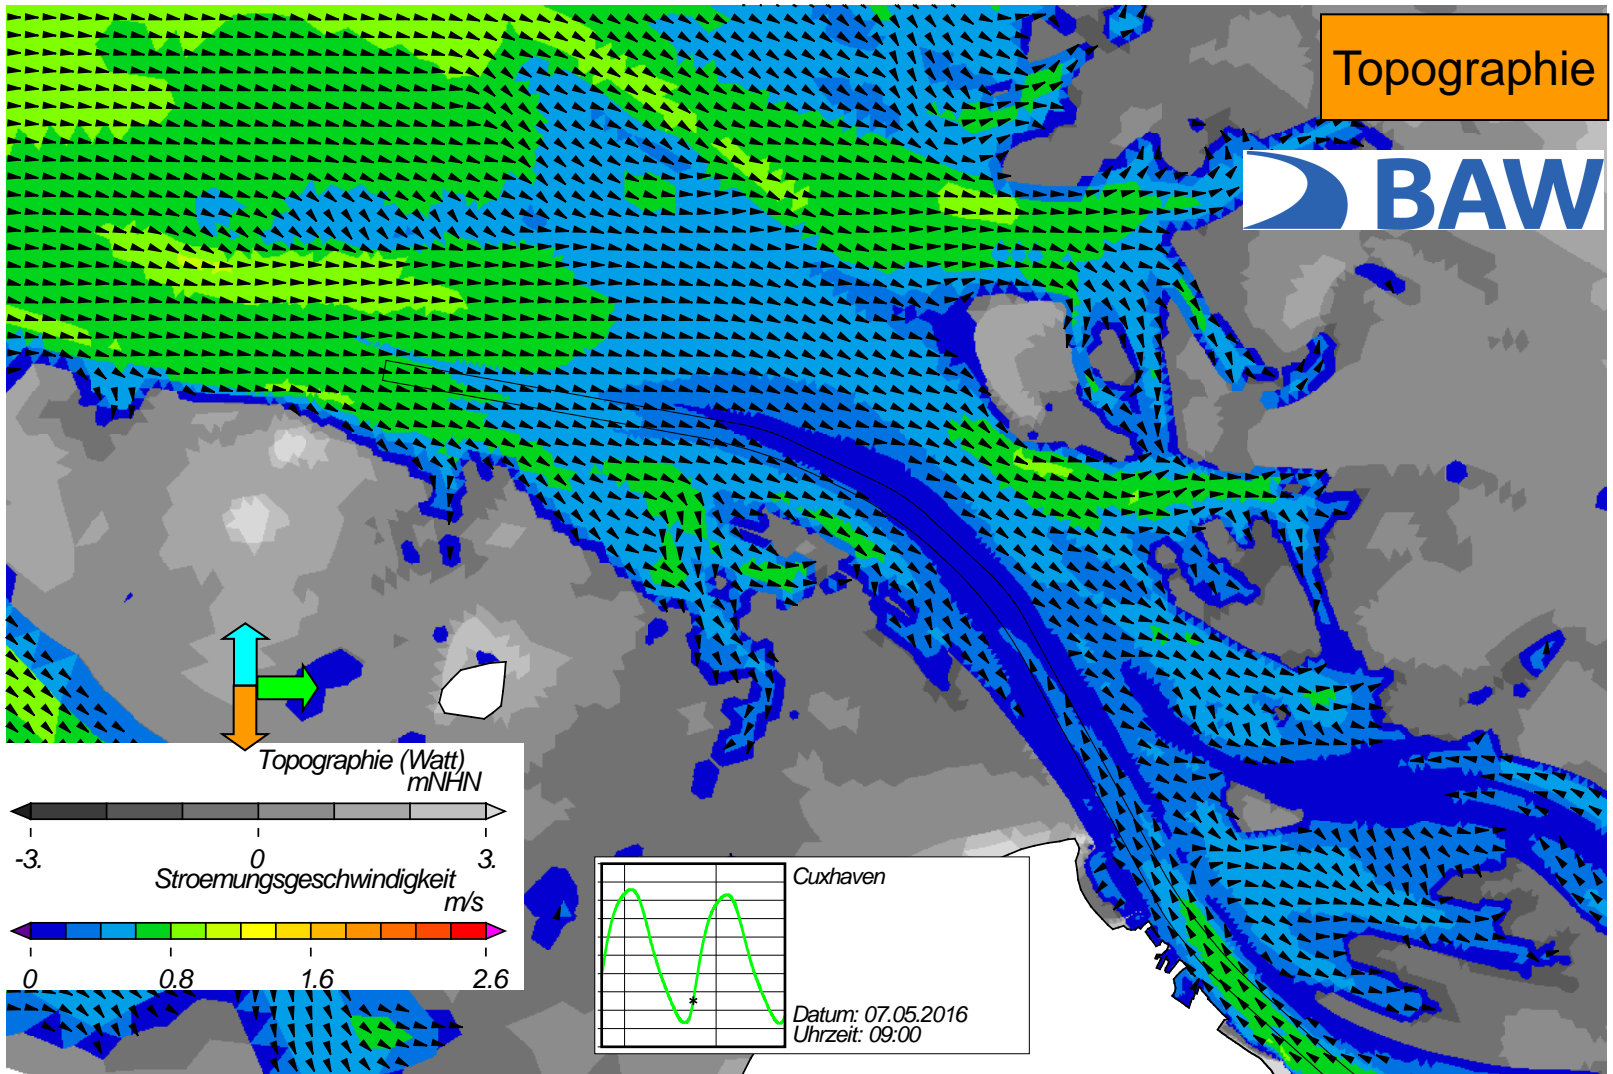 Topographie
BAW
Topographie (Watt)
mNHN
-3. 0 3.
Stroemungsgeschwindigkeit
m/s
0 0.8 1.6 2.6
Cuxhaven
Datum: 07.05.2016
Uhrzeit: 09:00